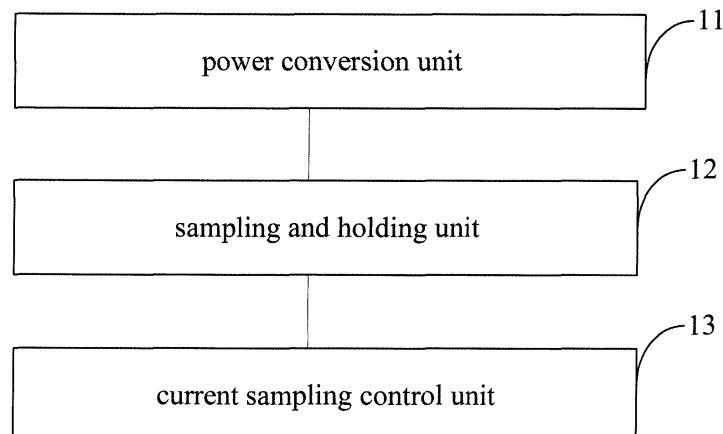 11
power conversion unit
12
sampling and holding unit
13
current sampling control unit